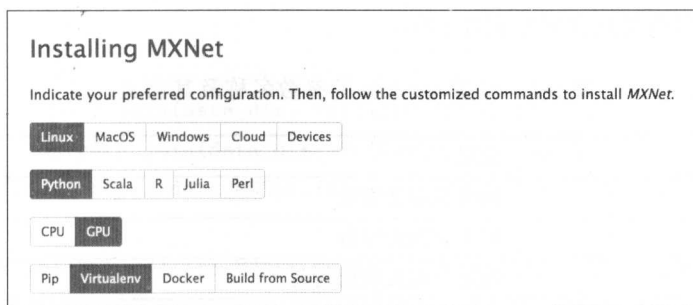 Installing MXNet
Indicate your preferred configuration. Then, follow the customized commands to install MXNet.
Linux MacOS Windows Cloud Devices
Python Scala R Julia Perl
CPU GPU
Pip Virtualenv Docker Build from Source